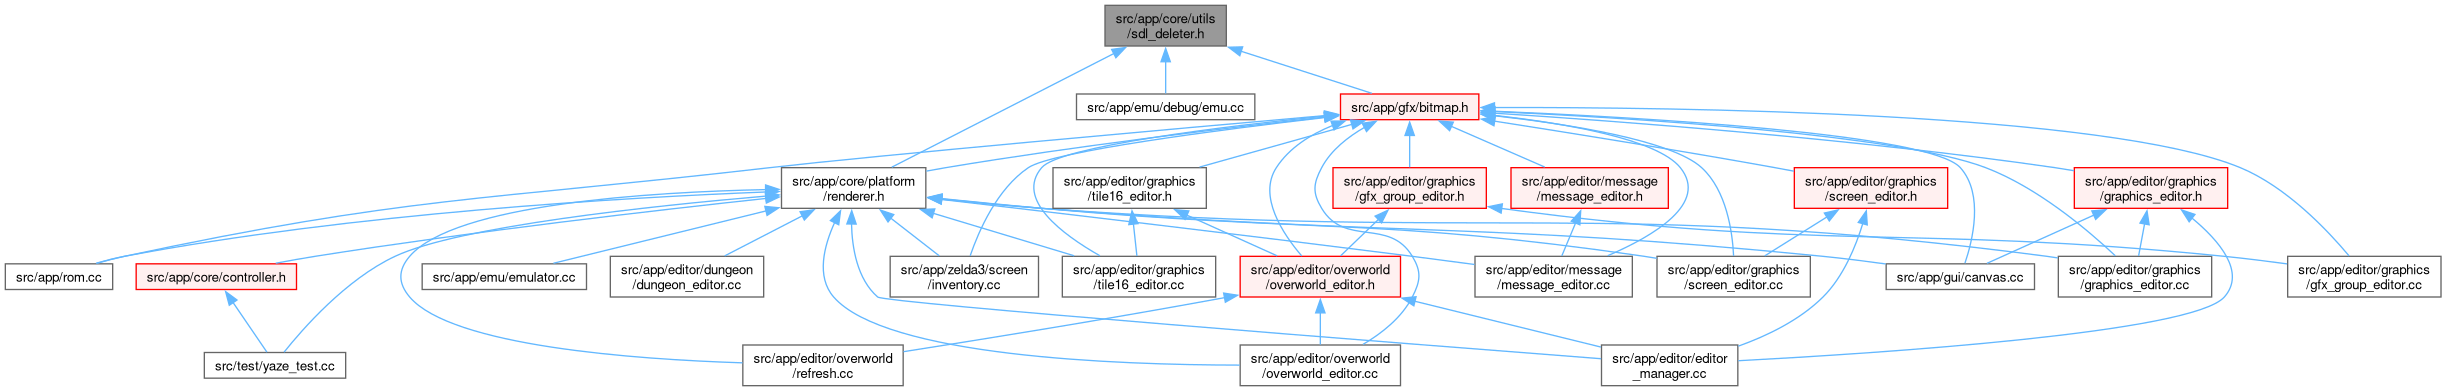 src/app/core/utils
/sdl_deleter.h
src/app/emu/debug/emu.cc
src/app/gfx/bitmap.h
src/app/core/platform
/renderer.h
src/app/editor/graphics
/tile16_editor.h
src/app/editor/graphics
/gfx_group_editor.h
src/app/editor/message
/message_editor.h
src/app/editor/graphics
/screen_editor.h
src/app/editor/graphics
/graphics_editor.h
src/app/rom.cc
src/app/core/controller.h
src/app/emu/emulator.cc
src/app/editor/dungeon
/dungeon_editor.cc
src/app/zelda3/screen
/inventory.cc
src/app/editor/graphics
/tile16_editor.cc
src/app/editor/overworld
/overworld_editor.h
src/app/editor/message
/message_editor.cc
src/app/editor/graphics
/screen_editor.cc
src/app/gui/canvas.cc
src/app/editor/graphics
/graphics_editor.cc
src/app/editor/graphics
/gfx_group_editor.cc
src/test/yaze_test.cc
src/app/editor/overworld
/refresh.cc
src/app/editor/overworld
/overworld_editor.cc
src/app/editor/editor
_manager.cc